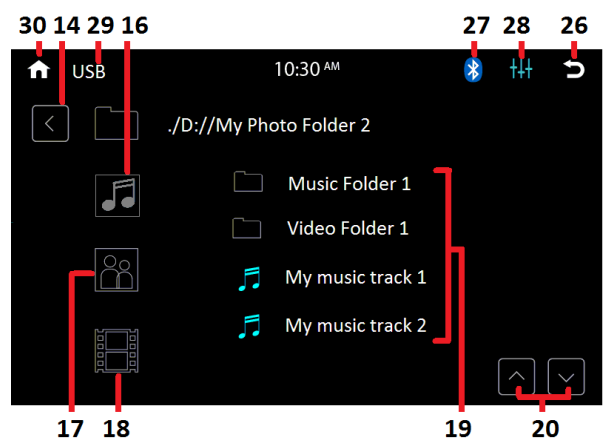 30 14 29 16 27 28 26
USB 10:30 AM
./D://My Photo Folder 2
Music Folder 1
Video Folder 1
My music track 1
My music track 2
17 18 19 20